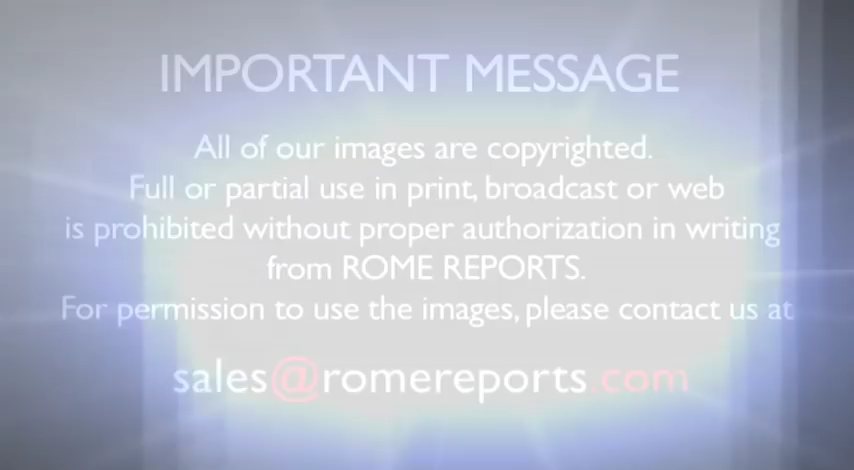 IMPORTANT MESSAGE
All of our images are copyrighted.
Full or partial use in print, broadcast or web
is prohibited without proper authorization in writing
from ROME REPORTS.
For permission to use the images, please contact us at
sales@romereports.com